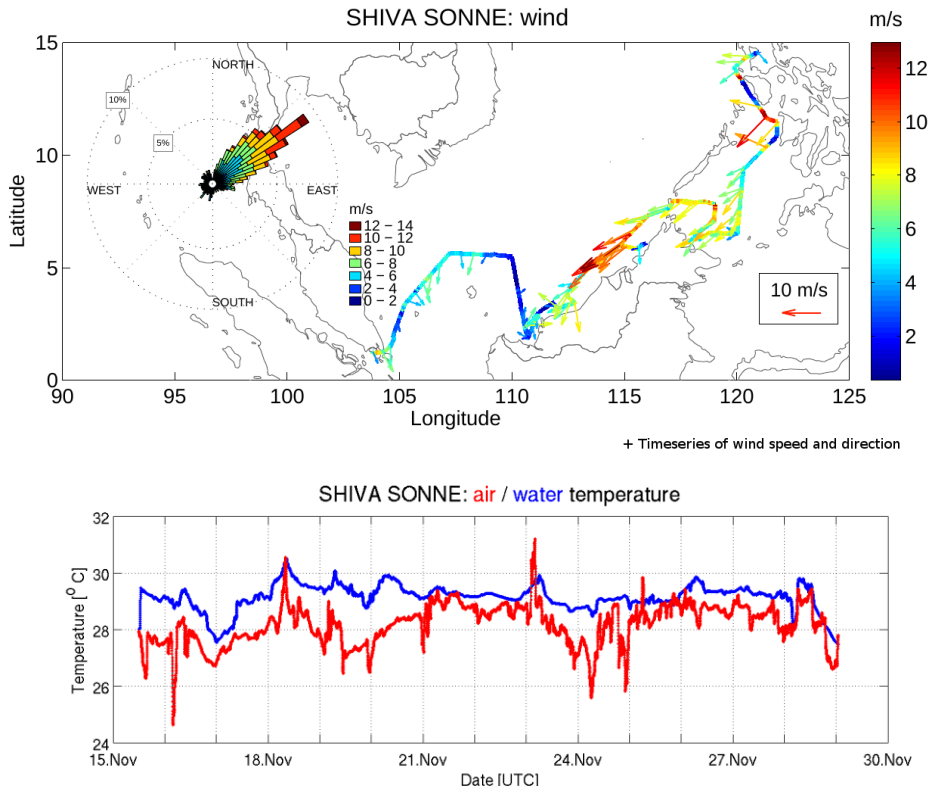 SHIVA SONNE: wind
m/s
15
10
5
0
Latitude
NORTH
10%
5%
WEST
EAST
SOUTH
m/s
12 − 14
10 − 12
8 − 10
6 − 8
4 − 6
2 − 4
0 − 2
10 m/s
12
10
8
6
4
2
90 95 100 105 110 115 120 125
Longitude
+ Timeseries of wind speed and direction
SHIVA SONNE: air / water temperature
32
30
28
26
24
Temperature [° C]
15.Nov 18.Nov 21.Nov 24.Nov 27.Nov 30.Nov
Date [UTC]